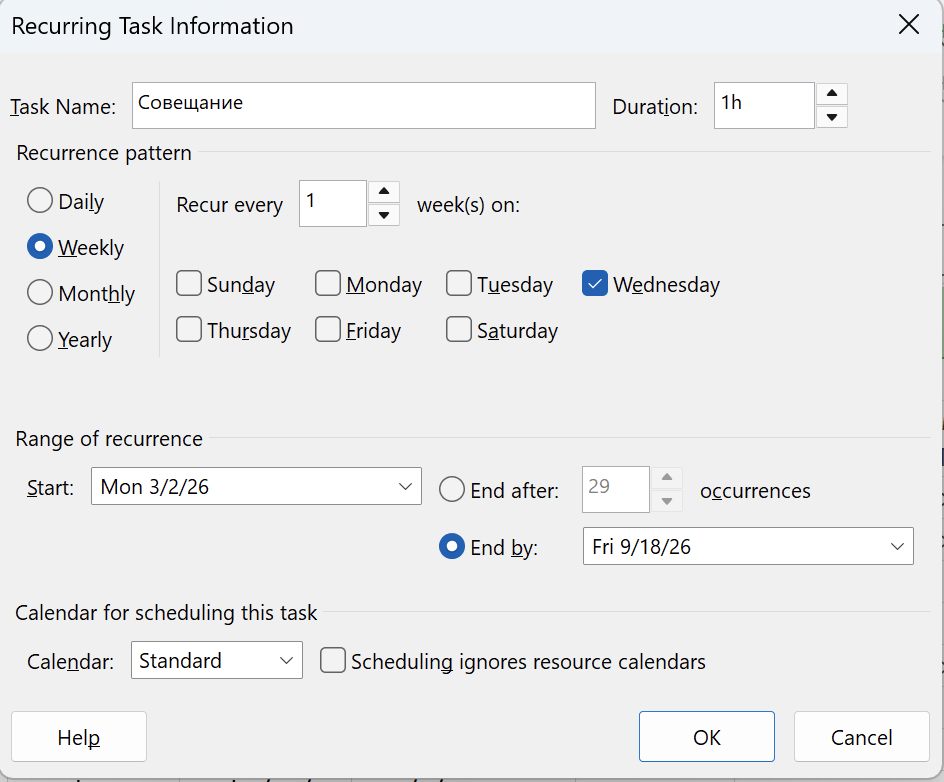 Recurring Task Information
Task Name: Совещание Duration: 1h
Recurrence pattern
Daily
Weekly
Monthly
Yearly
Recur every 1 week(s) on:
Sunday Monday Tuesday Wednesday
Thursday Friday Saturday
Range of recurrence
Start: Mon 3/2/26 End after: 29 occurrences
End by: Fri 9/18/26
Calendar for scheduling this task
Calendar: Standard Scheduling ignores resource calendars
Help OK Cancel